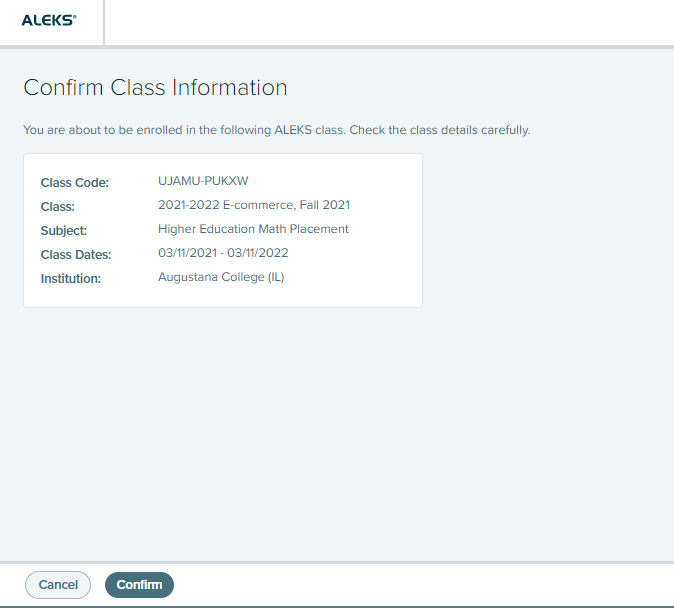 ALEKS®
Confirm Class Information
You are about to be enrolled in the following ALEKS class. Check the class details carefully.
Class Code: UJAMU-PUKXW
Class: 2021-2022 E-commerce, Fall 2021
Subject: Higher Education Math Placement
Class Dates: 03/11/2021 - 03/11/2022
Institution: Augustana College (IL)
Cancel Confirm